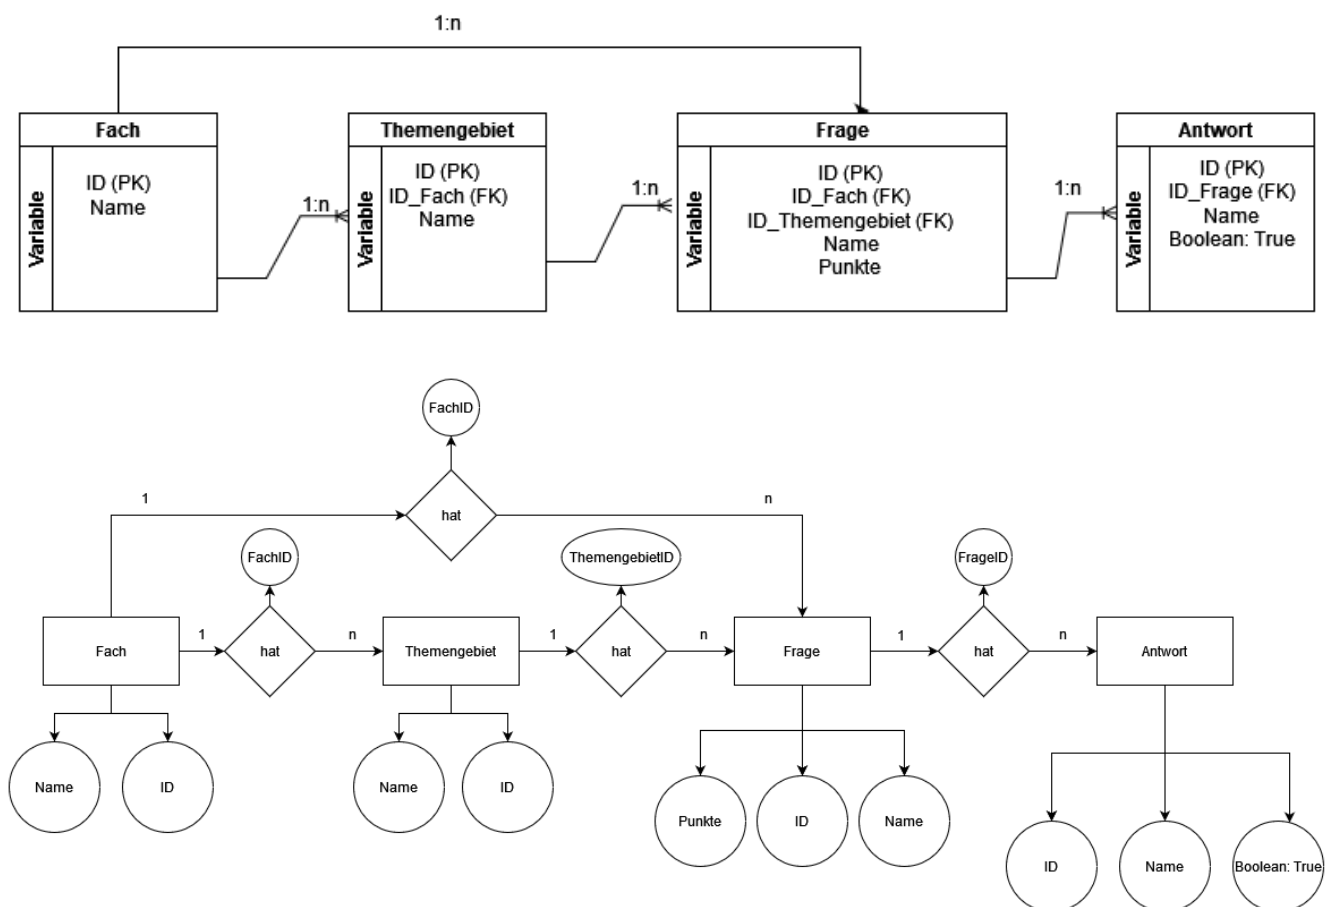 1:n
Fach
Themengebiet
Frage
Antwort
Variable
ID (PK)
Name
1:n
Variable
ID (PK)
ID_Fach (FK)
Name
1:n
Variable
ID (PK)
ID_Fach (FK)
ID_Themengebiet (FK)
Name
Punkte
1:n
Variable
ID (PK)
ID_Frage (FK)
Name
Boolean: True
FachID
1
hat
n
FachID
ThemengebietID
FrageID
Fach
1
hat
n
Themengebiet
1
hat
n
Frage
1
hat
n
Antwort
Name
ID
Name
ID
Punkte
ID
Name
ID
Name
Boolean: True